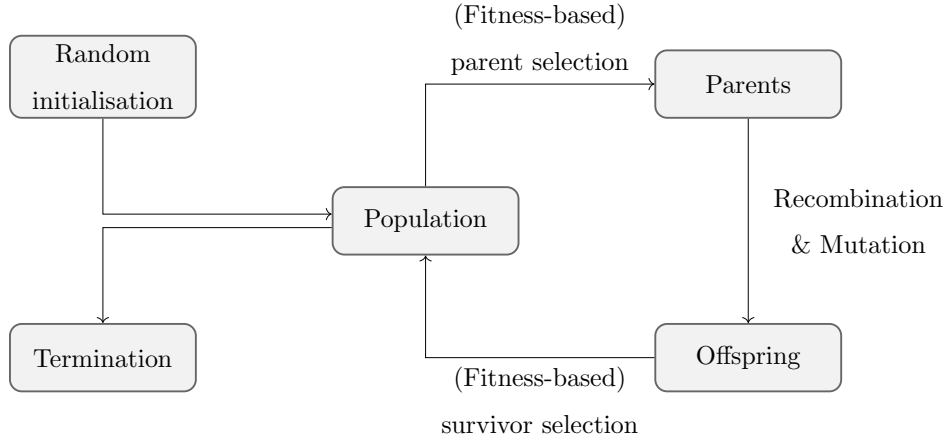 (Fitness-based)
parent selection
Random
initialisation
Parents
Population
Recombination
& Mutation
Termination
Offspring
(Fitness-based)
survivor selection